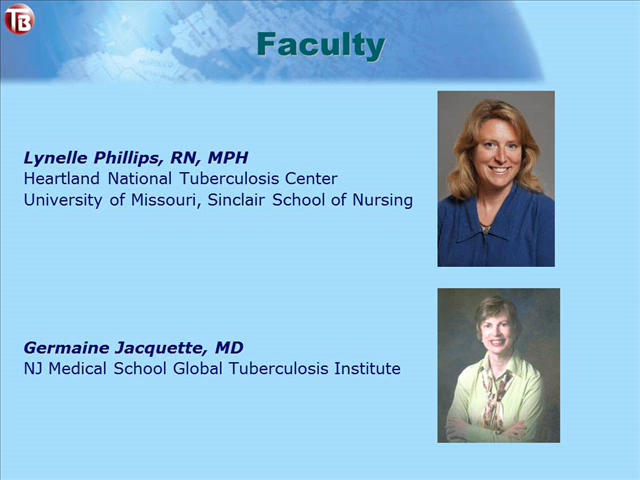 TB
Faculty
Lynelle Phillips, RN, MPH
Heartland National Tuberculosis Center
University of Missouri, Sinclair School of Nursing
Germaine Jacquette, MD
NJ Medical School Global Tuberculosis Institute